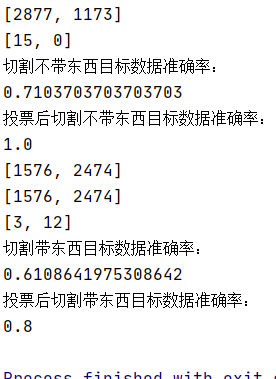 [2877, 1173]
[15, 0]
切割不带东西目标数据准确率：
0.7103703703703703
投票后切割不带东西目标数据准确率：
1.0
[1576, 2474]
[1576, 2474]
[3, 12]
切割带东西目标数据准确率：
0.6108641975308642
投票后切割带东西目标数据准确率：
0.8
Process finished with exit